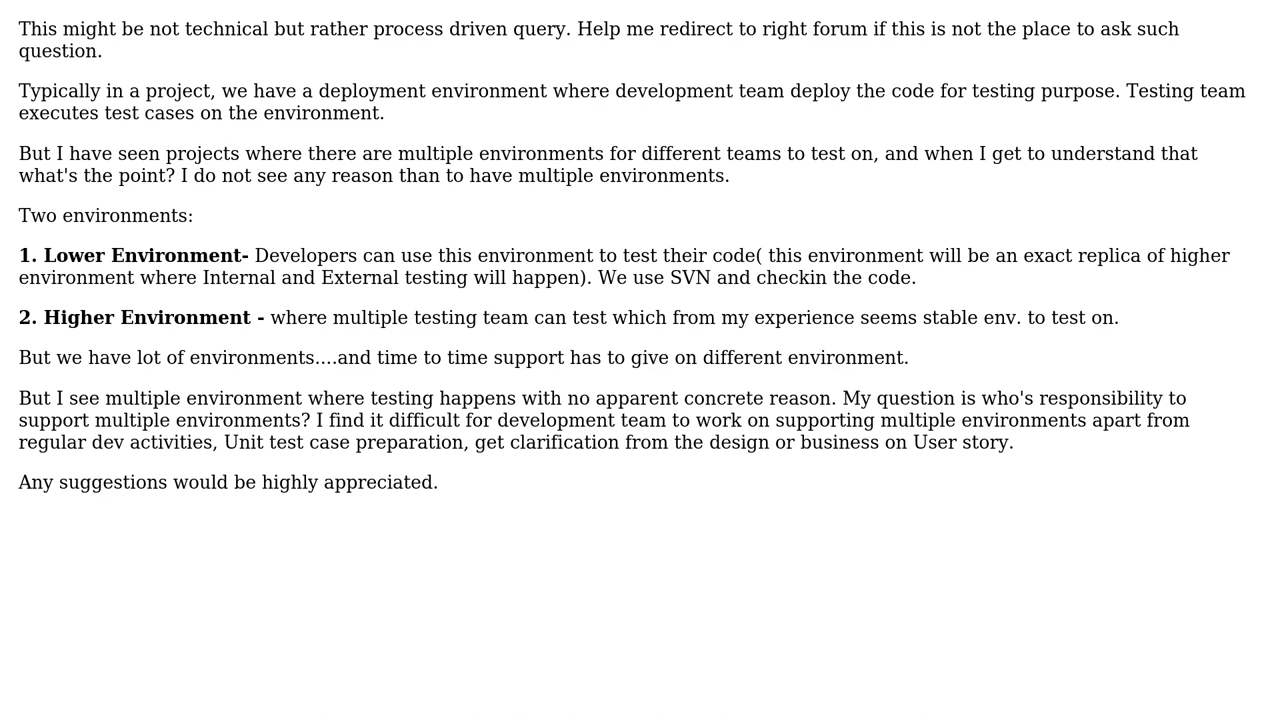 This might be not technical but rather process driven query. Help me redirect to right forum if this is not the place to ask such
question.
Typically in a project, we have a deployment environment where development team deploy the code for testing purpose. Testing team
executes test cases on the environment.
But I have seen projects where there are multiple environments for different teams to test on, and when I get to understand that
what's the point? I do not see any reason than to have multiple environments.
Two environments:
1. Lower Environment- Developers can use this environment to test their code( this environment will be an exact replica of higher
environment where Internal and External testing will happen). We use SVN and checkin the code.
2. Higher Environment - where multiple testing team can test which from my experience seems stable env. to test on.
But we have lot of environments....and time to time support has to give on different environment.
But I see multiple environment where testing happens with no apparent concrete reason. My question is who's responsibility to
support multiple environments? I find it difficult for development team to work on supporting multiple environments apart from
regular dev activities, Unit test case preparation, get clarification from the design or business on User story.
Any suggestions would be highly appreciated.